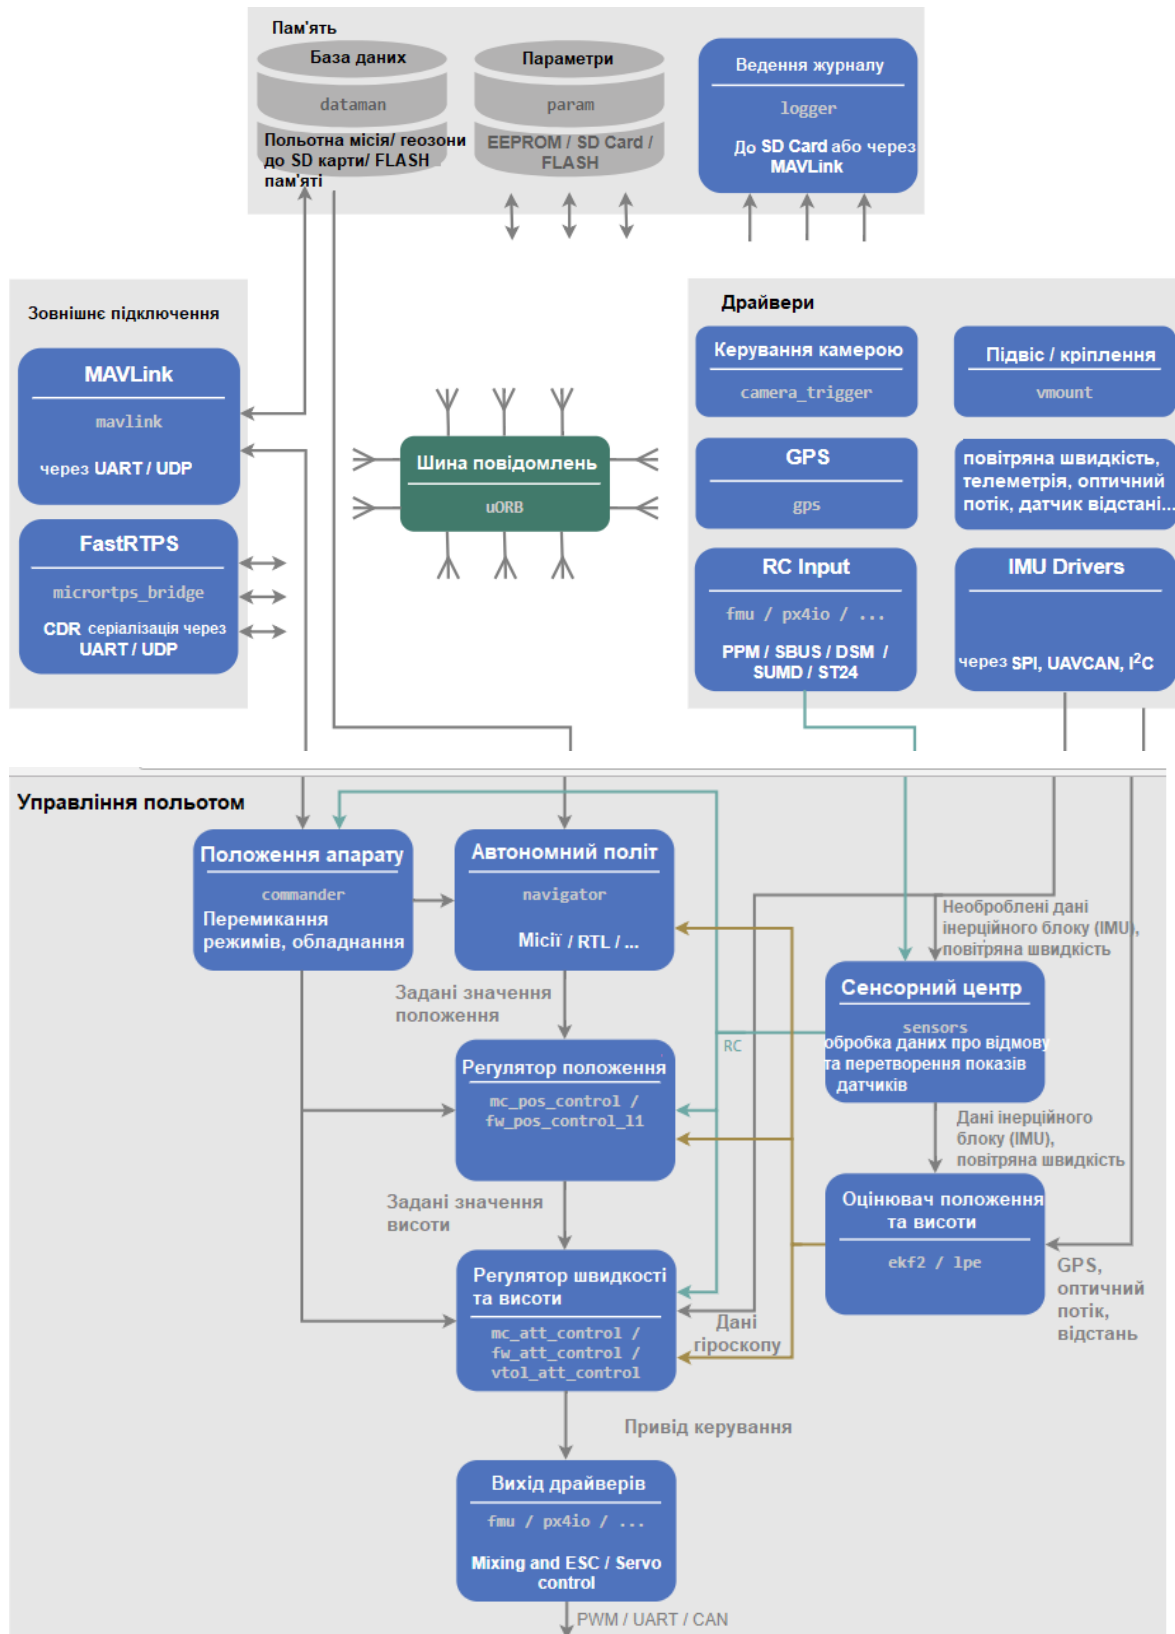 Пам'ять
База даних
dataman
Польотна місія/ геозони
до SD карти/ FLASH
пам'яті
Параметри
param
EEPROM / SD Card /
FLASH
Ведення журналу
logger
До SD Card або через
MAVLink
Зовнішнє підключення
MAVLink
mavlink
через UART / UDP
FastRTPS
micrortps_bridge
CDR серіалізація через
UART / UDP
Шина повідомлень
uORB
Драйвери
Керування камерою
camera_trigger
Підвіс / кріплення
vmount
GPS
gps
повітряна швидкість,
телеметрія, оптичний
потік, датчик відстані...
RC Input
fmu / px4io / ...
PPM / SBUS / DSM /
SUMD / ST24
IMU Drivers
через SPI, UAVCAN, I²C
Управління польотом
Положення апарату
commander
Перемикання
режимів, обладнання
Автономний політ
navigator
Місії / RTL / ...
Необроблені дані
інерційного блоку (IMU),
повітряна швидкість
Сенсорний центр
sensors
обробка даних про відмову
та перетворення показів
датчиків
Задані значення
положення
RC
Регулятор положення
mc_pos_control /
fw_pos_control_l1
Дані інерційного
блоку (IMU),
повітряна швидкість
Задані значення
висоти
Оцінювач положення
та висоти
ekf2 / lpe
GPS,
оптичний
потік,
відстань
Регулятор швидкості
та висоти
mc_att_control /
fw_att_control /
vtol_att_control
Дані
гіроскопу
Привід керування
Вихід драйверів
fmu / px4io / ...
Mixing and ESC / Servo
control
PWM / UART / CAN